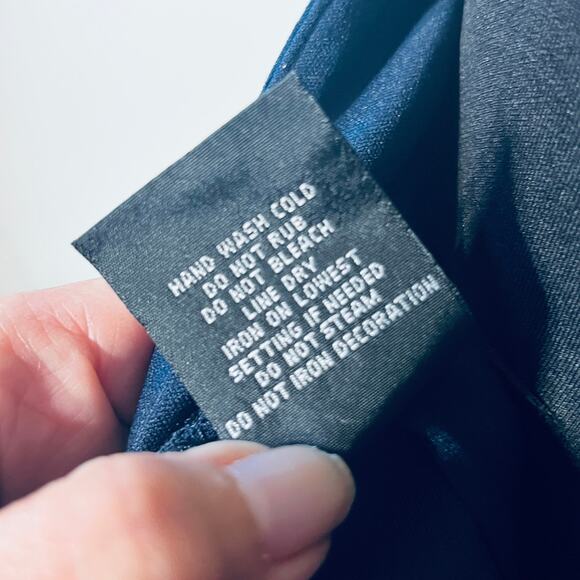 HAND WASH COLD
DO NOT RUB
DO NOT BLEACH
LINE DRY
IRON ON LOWEST
SETTING IF NEEDED
DO NOT STEAM
DO NOT IRON DECORATION